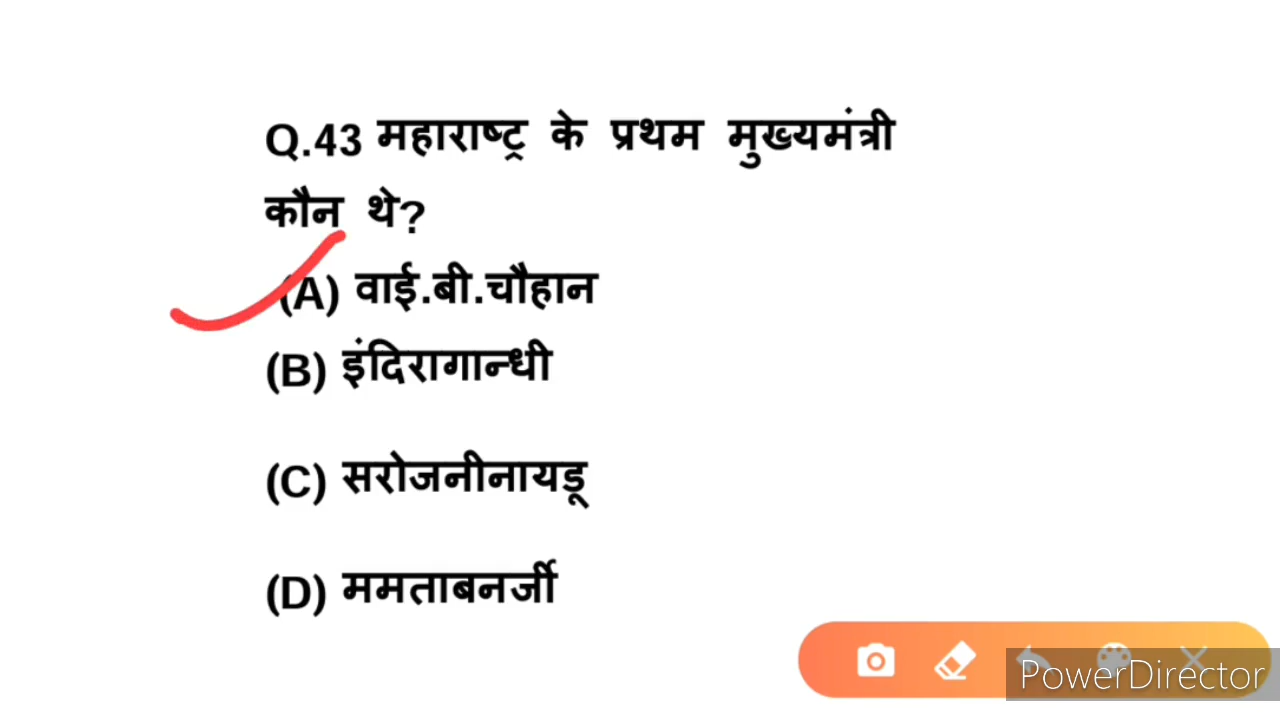 Q.43 महाराष्ट्र के प्रथम मुख्यमंत्री
कौन थे?
(A) वाई.बी.चौहान
(B) इंदिरागान्धी
(C) सरोजनीनायडू
(D) ममताबनर्जी
PowerDirector